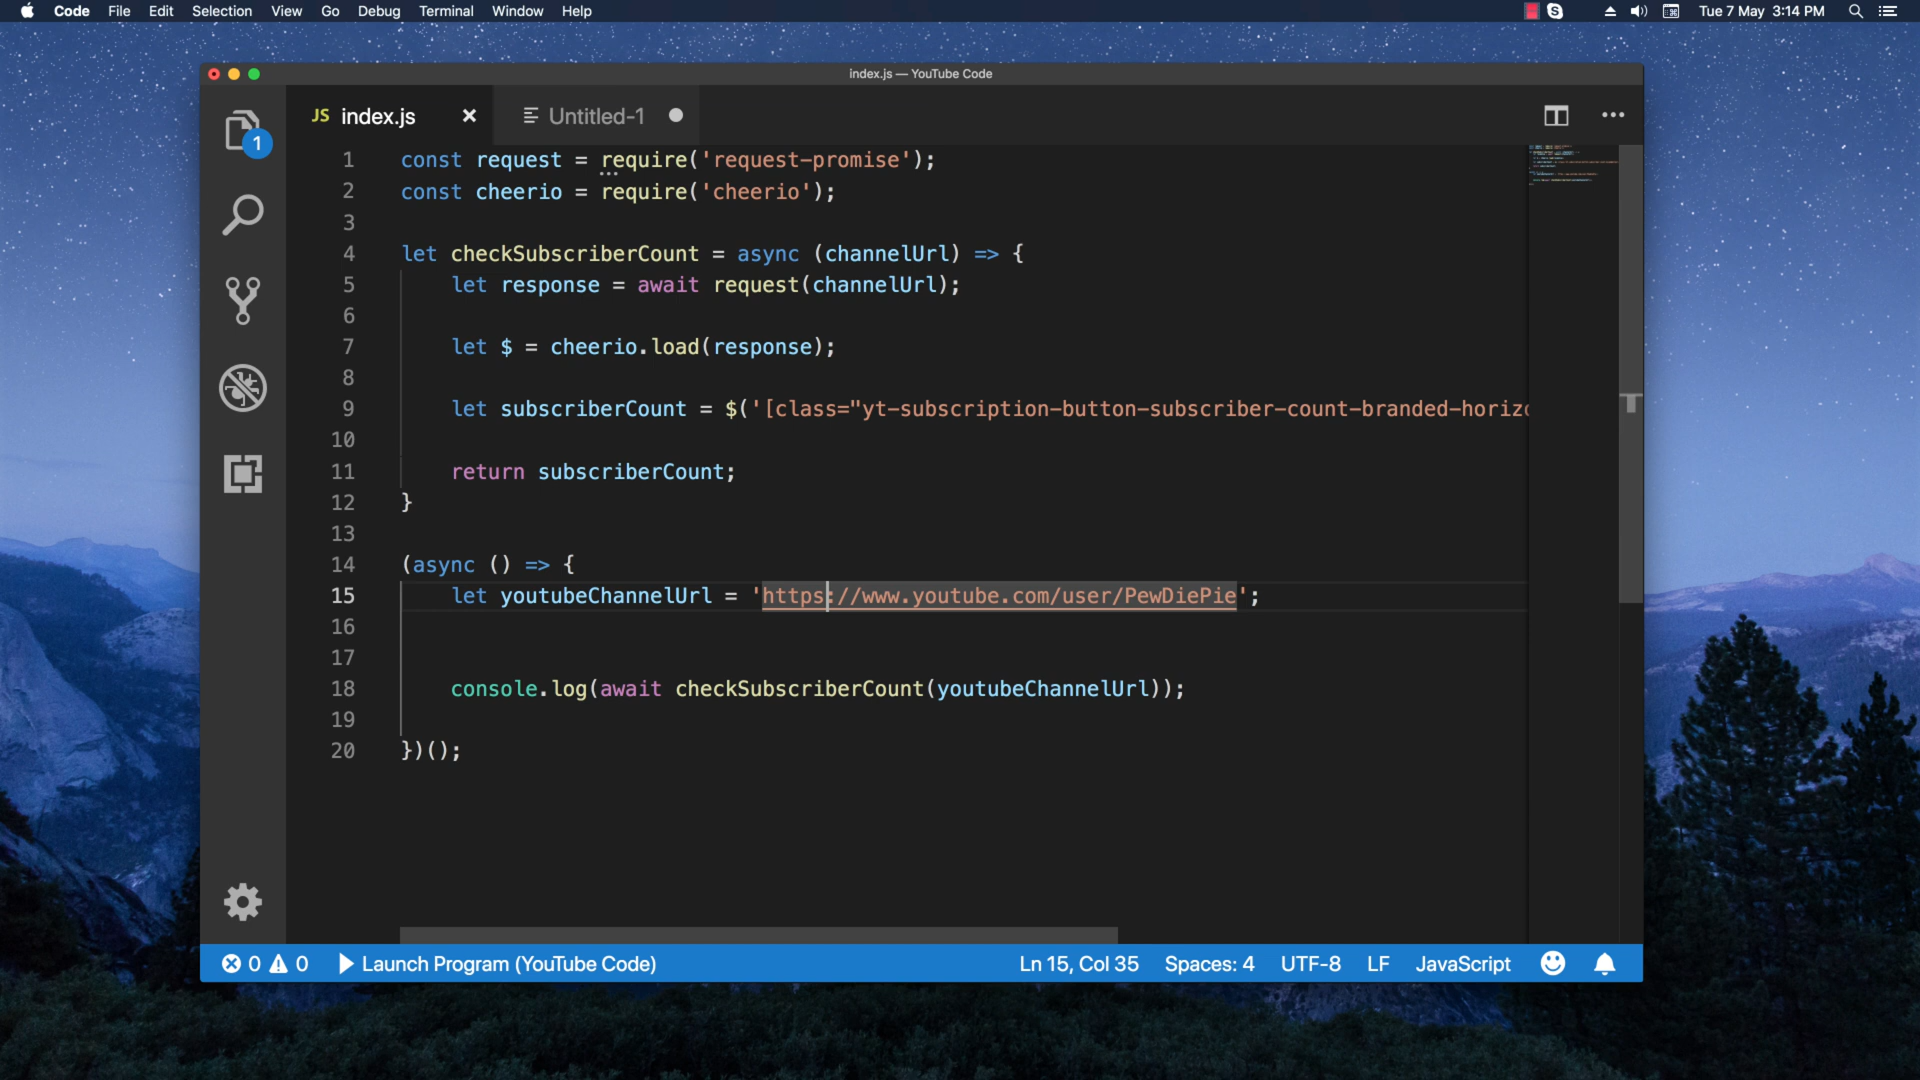 Code File Edit Selection View Go Debug Terminal Window Help Tue 7 May 3:14 PM
index.js — YouTube Code
JS index.js Untitled-1
1
1 const request = require('request-promise');
2 const cheerio = require('cheerio');
3
4 let checkSubscriberCount = async (channelUrl) => {
5 let response = await request(channelUrl);
6
7 let $ = cheerio.load(response);
8
9 let subscriberCount = $('[class="yt-subscription-button-subscriber-count-branded-horizo
10
11 return subscriberCount;
12 }
13
14 (async () => {
15 let youtubeChannelUrl = 'https://www.youtube.com/user/PewDiePie';
16
17
18 console.log(await checkSubscriberCount(youtubeChannelUrl));
19
20 })();
0 0 Launch Program (YouTube Code) Ln 15, Col 35 Spaces: 4 UTF-8 LF JavaScript